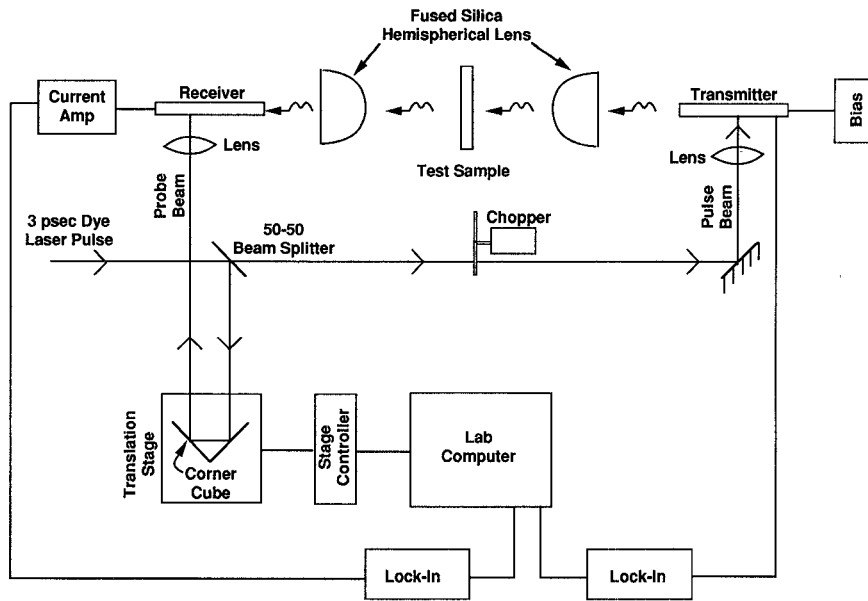 Fused Silica
Hemispherical Lens
Current
Amp
Receiver
Transmitter
Bias
Lens
Test Sample
Lens
Probe
Beam
Pulse
Beam
3 psec Dye
Laser Pulse
50-50
Beam Splitter
Chopper
Translation
Stage
Corner
Cube
Stage
Controller
Lab
Computer
Lock-In
Lock-In